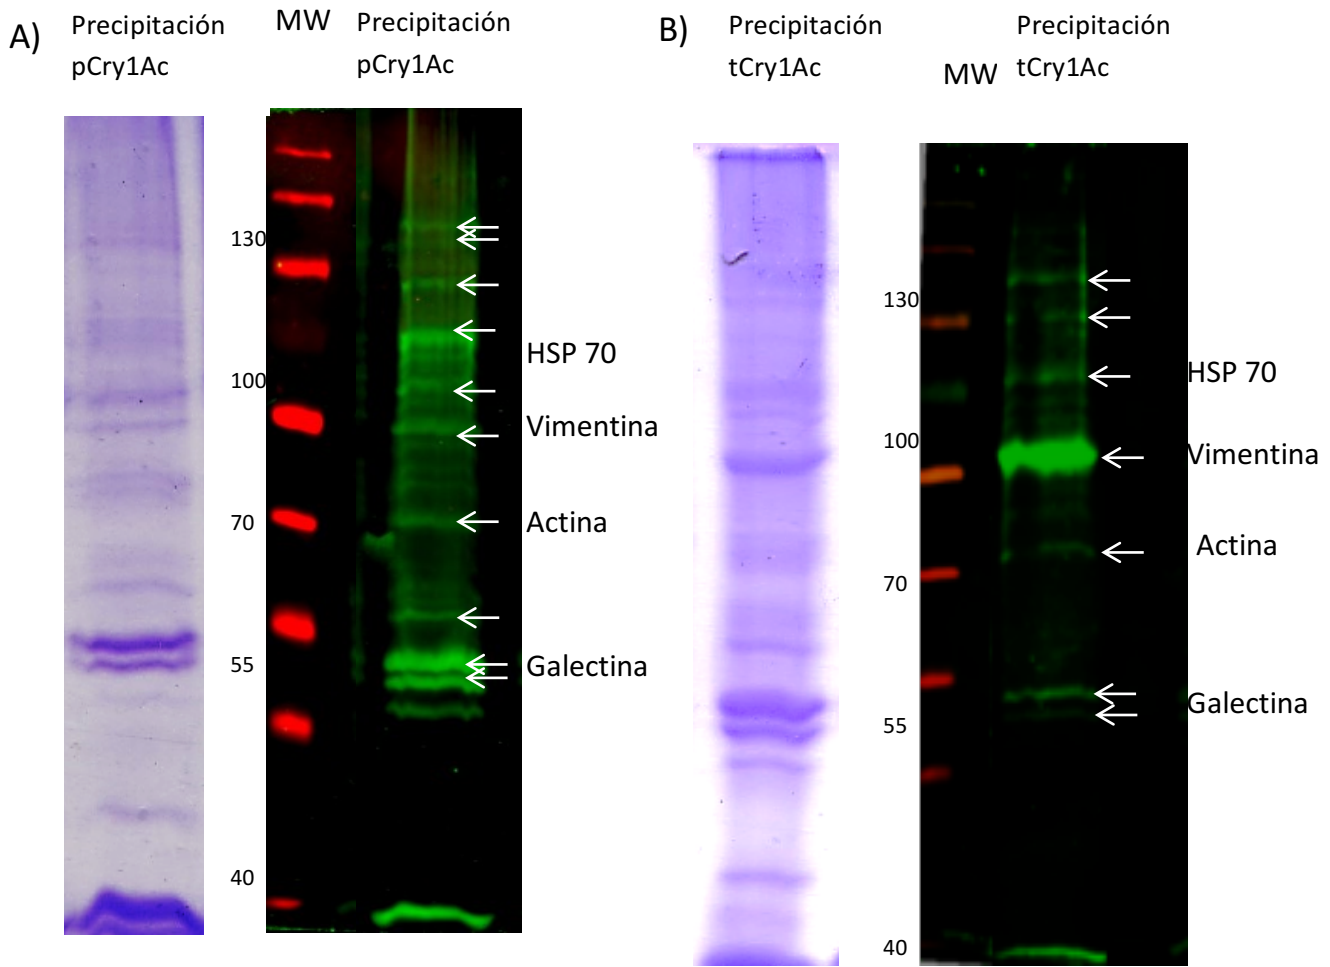 A)
Precipitación
pCry1Ac
MW
Precipitación
pCry1Ac
130
100
70
55
40
HSP 70
Vimentina
Actina
Galectina
B)
Precipitación
tCry1Ac
MW
Precipitación
tCry1Ac
130
100
70
55
40
HSP 70
Vimentina
Actina
Galectina